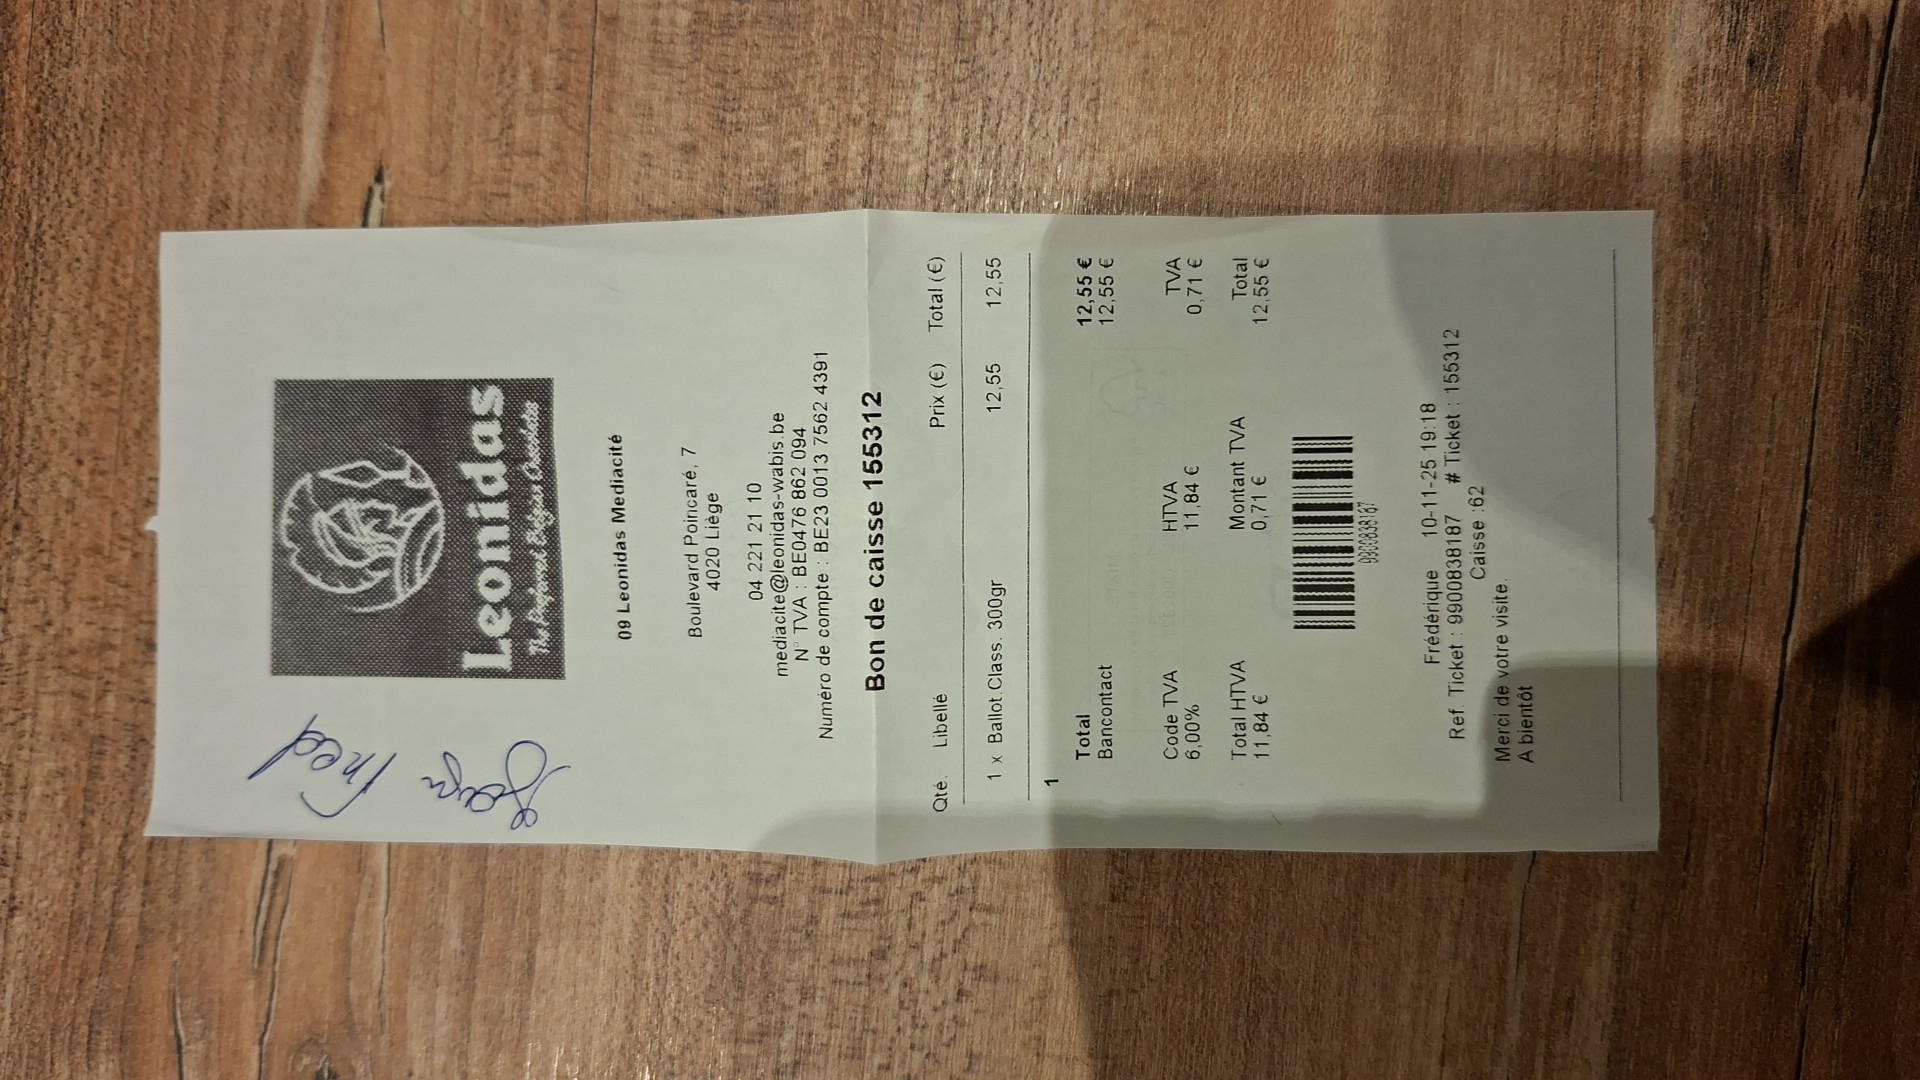 Leonidas
The Preferred Belgian Chocolates
09 Leonidas Mediacité
Boulevard Poincaré, 7
4020 Liège
04 221 21 10
mediacite@leonidas-wabis.be
N° TVA : BE0476 862 094
Numéro de compte : BE23 0013 7562 4391
Bon de caisse 155312
Qté. Libellé Prix (€) Total (€)
1 x Ballot.Class. 300gr 12,55 12,55
1
Total 12,55 €
Bancontact 12,55 €
Code TVA HTVA TVA
6,00% 11,84 € 0,71 €
Total HTVA Montant TVA Total
11,84 € 0,71 € 12,55 €
9900838187
Frédérique 10-11-25 19:18
Ref. Ticket : 9900838187 # Ticket : 155312
Caisse :62
Merci de votre visite.
A bientôt